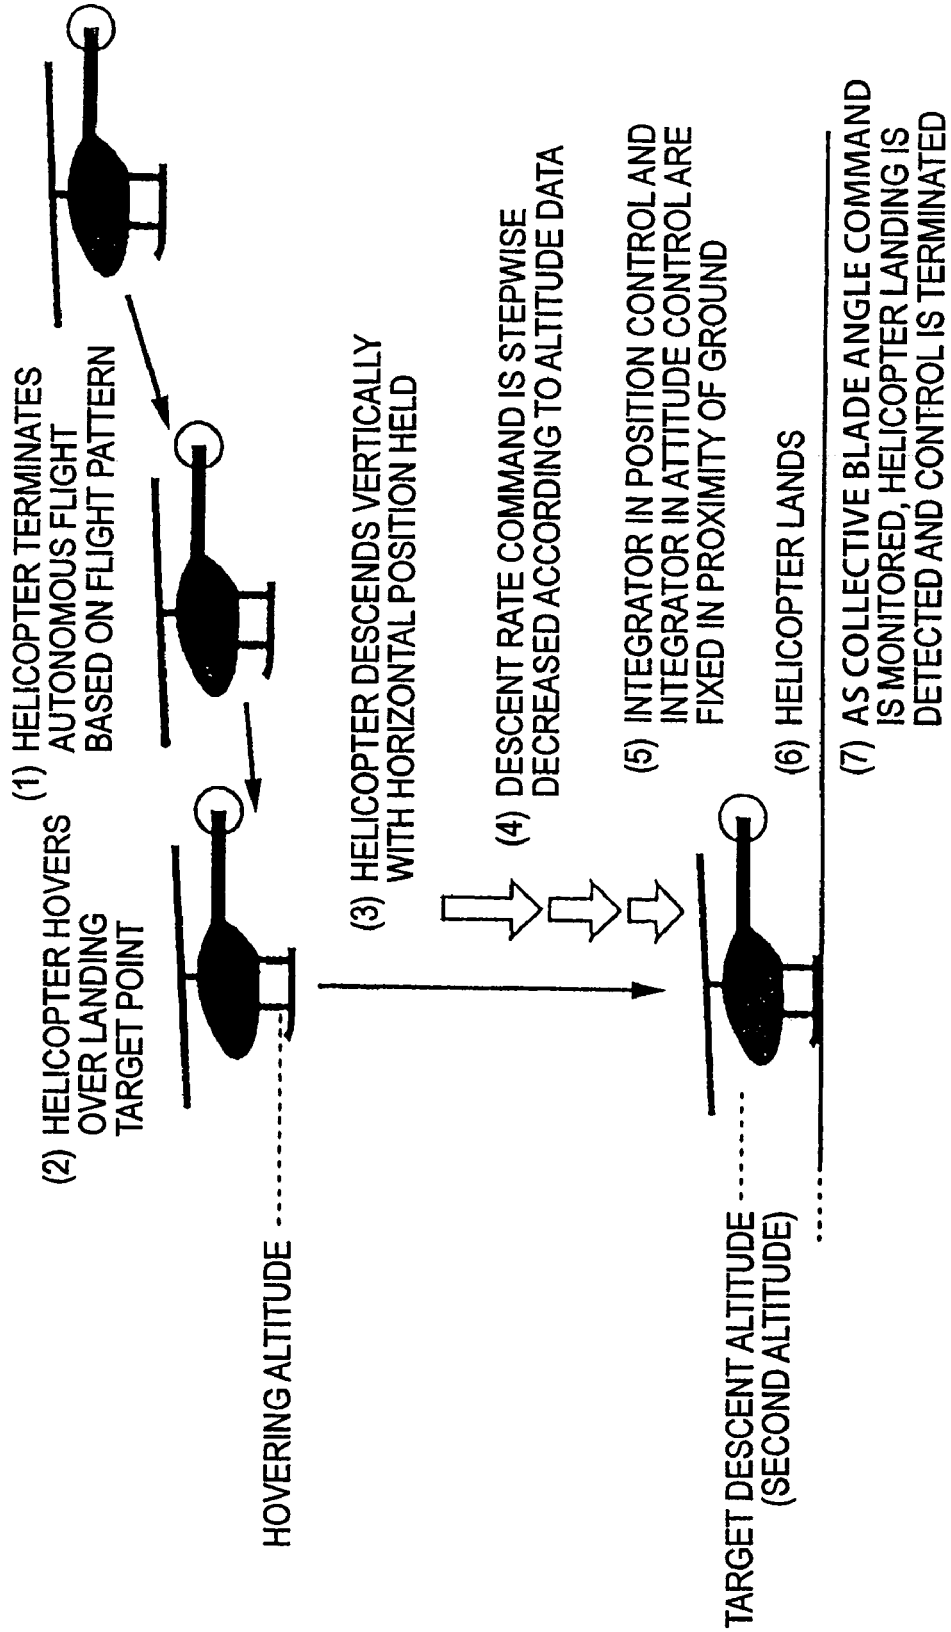 (1) HELICOPTER TERMINATES
AUTONOMOUS FLIGHT
BASED ON FLIGHT PATTERN
(2) HELICOPTER HOVERS
OVER LANDING
TARGET POINT
HOVERING ALTITUDE
(3) HELICOPTER DESCENDS VERTICALLY
WITH HORIZONTAL POSITION HELD
(4) DESCENT RATE COMMAND IS STEPWISE
DECREASED ACCORDING TO ALTITUDE DATA
(5) INTEGRATOR IN POSITION CONTROL AND
INTEGRATOR IN ATTITUDE CONTROL ARE
FIXED IN PROXIMITY OF GROUND
TARGET DESCENT ALTITUDE
(SECOND ALTITUDE)
(6) HELICOPTER LANDS
(7) AS COLLECTIVE BLADE ANGLE COMMAND
IS MONITORED, HELICOPTER LANDING IS
DETECTED AND CONTROL IS TERMINATED